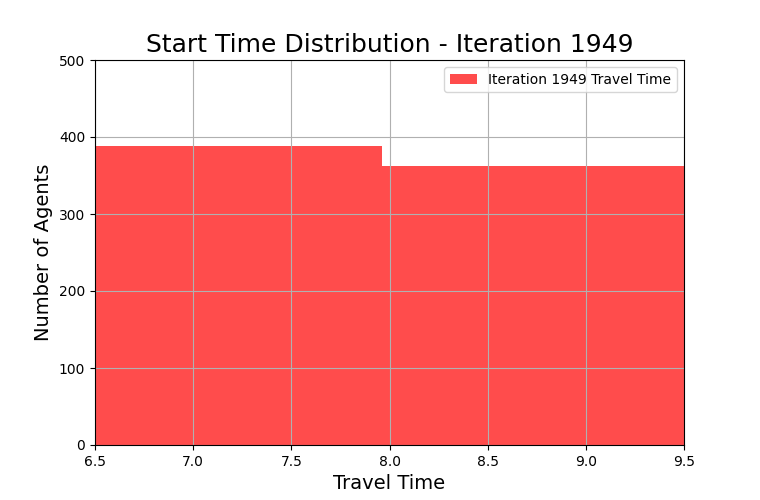 Start Time Distribution - Iteration 1949
500
Iteration 1949 Travel Time
400
300
200
100
0
Number of Agents
6.5 7.0 7.5 8.0 8.5 9.0 9.5
Travel Time